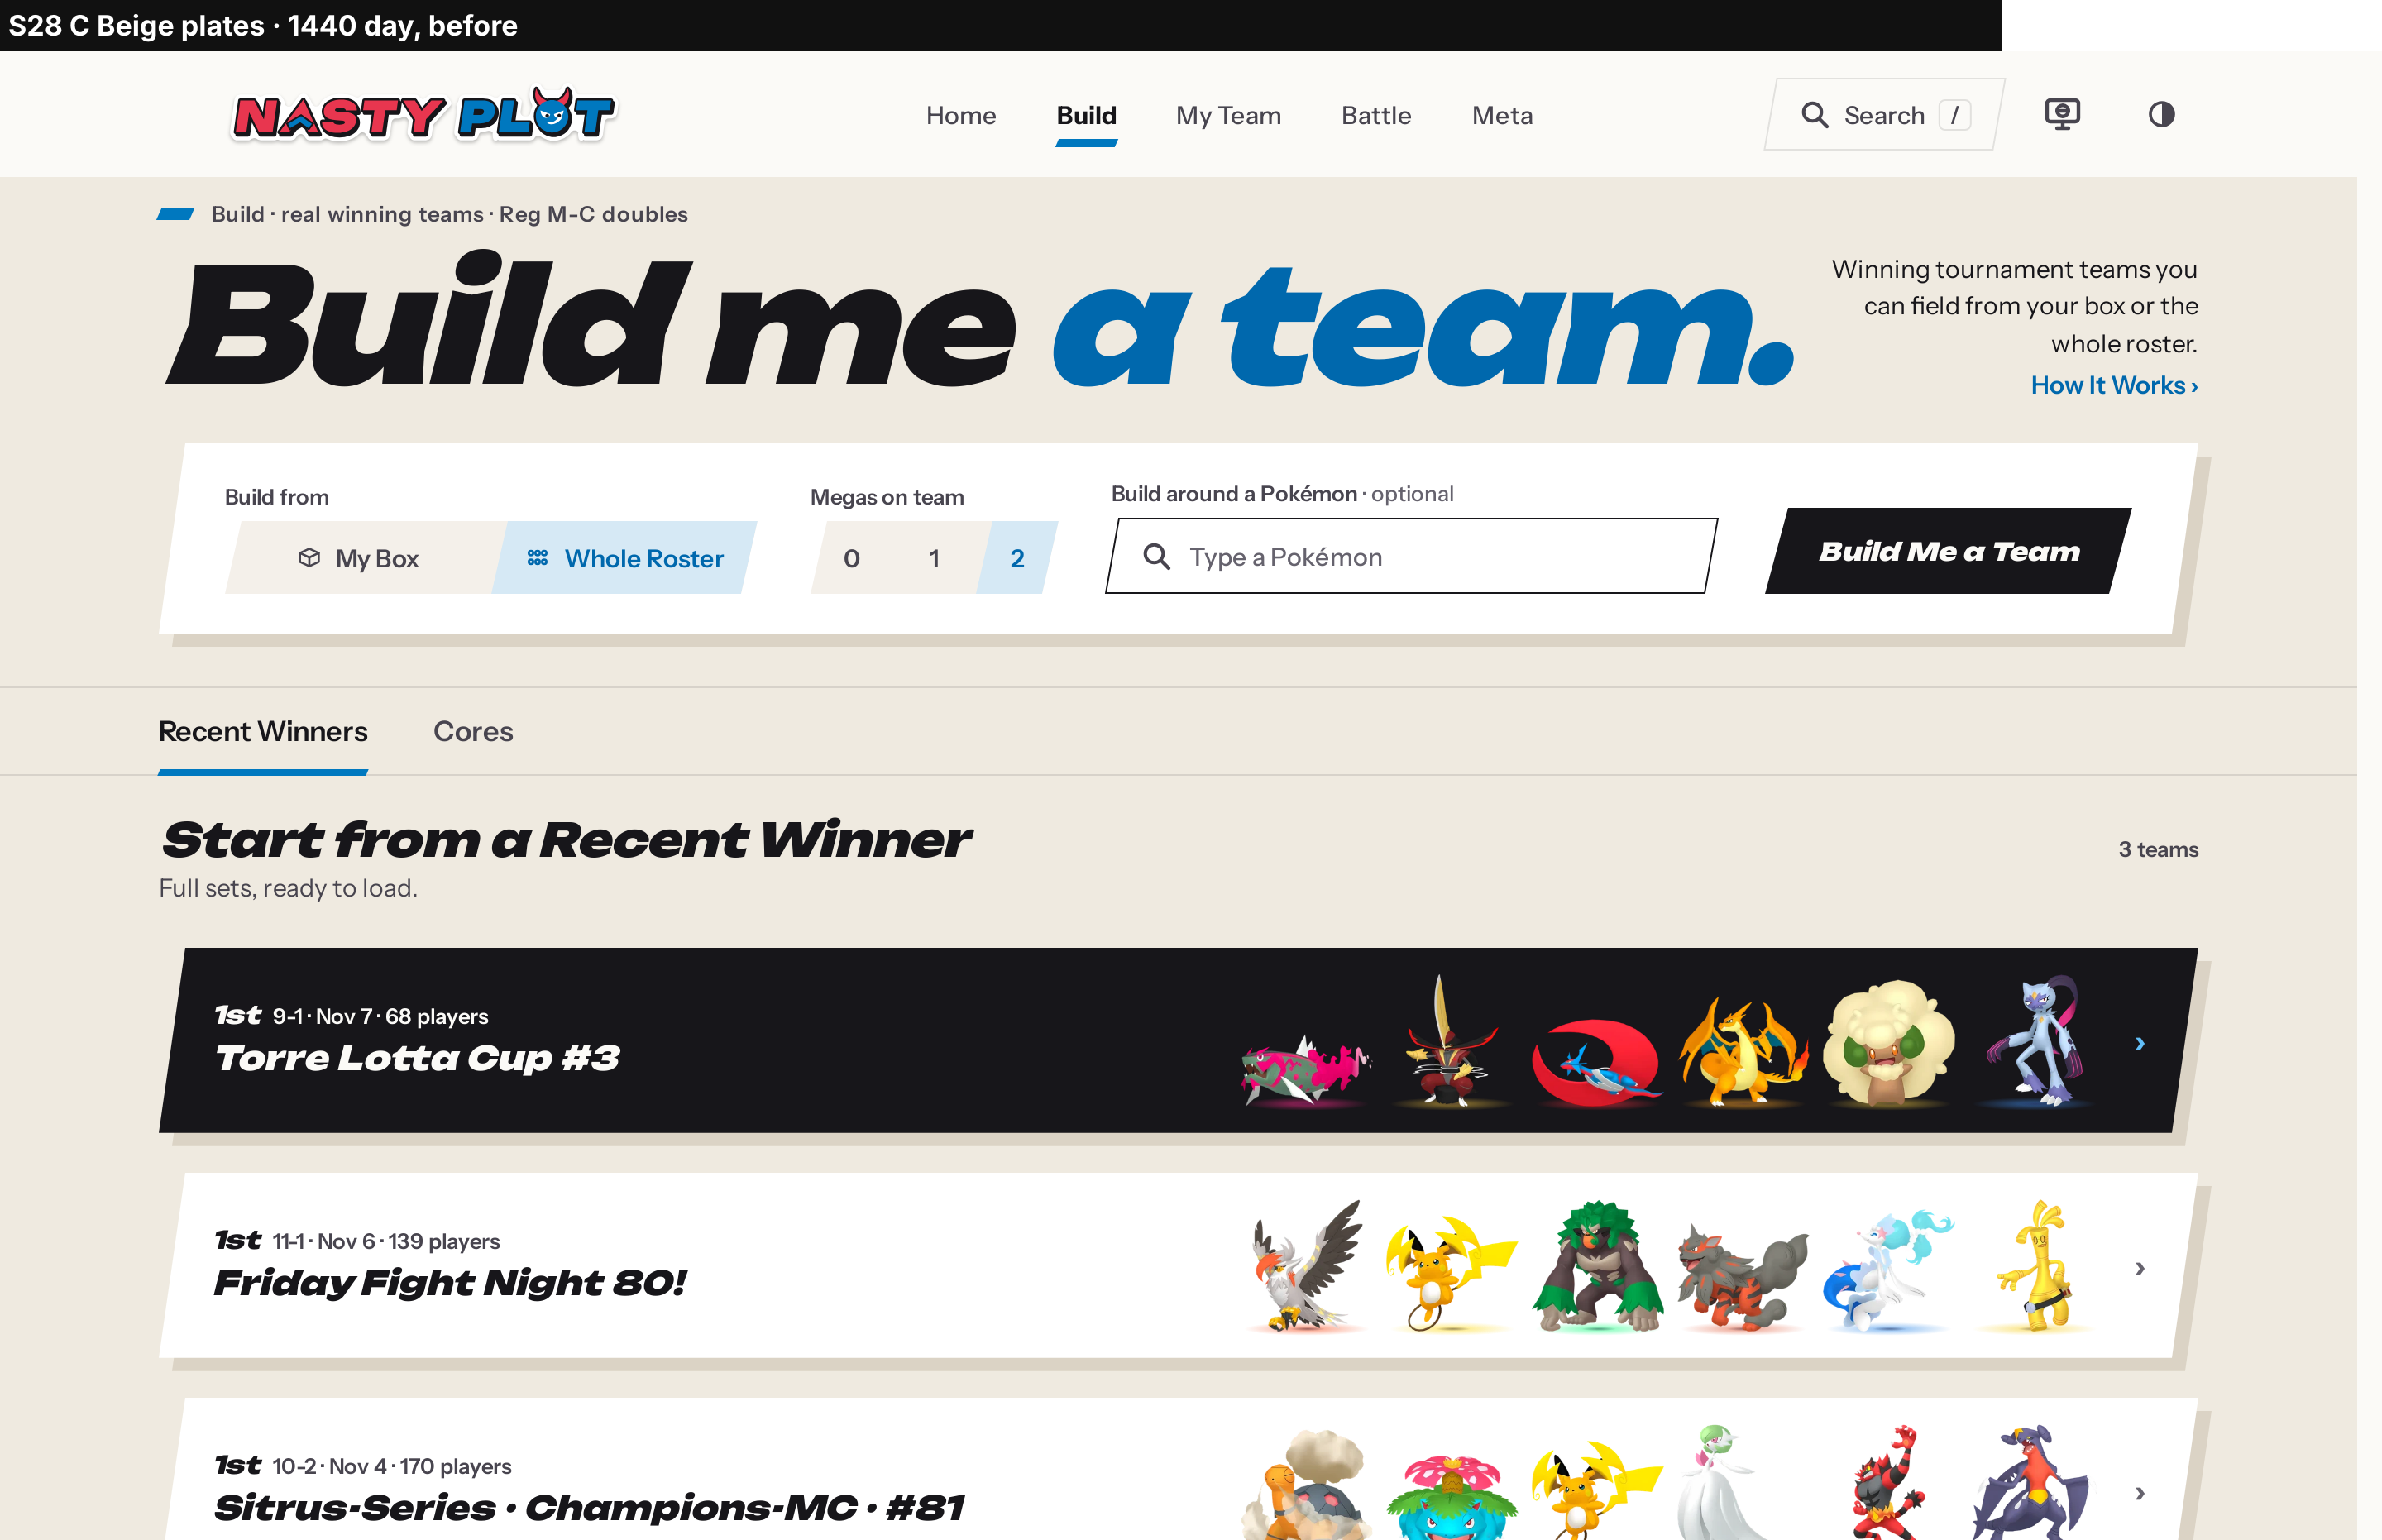 S28 C Beige plates · 1440 day, before
NASTY PLOT
Home
Build
My Team
Battle
Meta
Search /
Build · real winning teams · Reg M-C doubles
Build me a team.
Winning tournament teams you
can field from your box or the
whole roster.
How It Works ›
Build from
My Box
Whole Roster
Megas on team
0
1
2
Build around a Pokémon · optional
Type a Pokémon
Build Me a Team
Recent Winners
Cores
Start from a Recent Winner
3 teams
Full sets, ready to load.
1st 9-1 · Nov 7 · 68 players
Torre Lotta Cup #3
›
1st 11-1 · Nov 6 · 139 players
Friday Fight Night 80!
›
1st 10-2 · Nov 4 · 170 players
Sitrus-Series · Champions-MC · #81
›